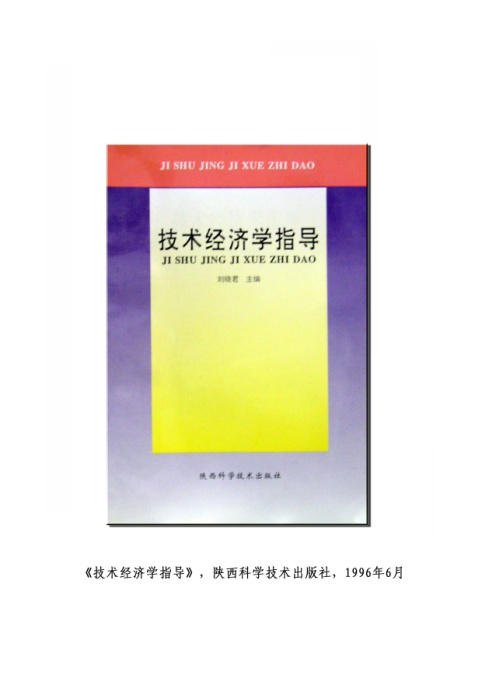 JI SHU JING JI XUE ZHI DAO
技术经济学指导
JI SHU JING JI XUE ZHI DAO
刘晓君 主编
陕西科学技术出版社
《技术经济学指导》，陕西科学技术出版社，1996年6月